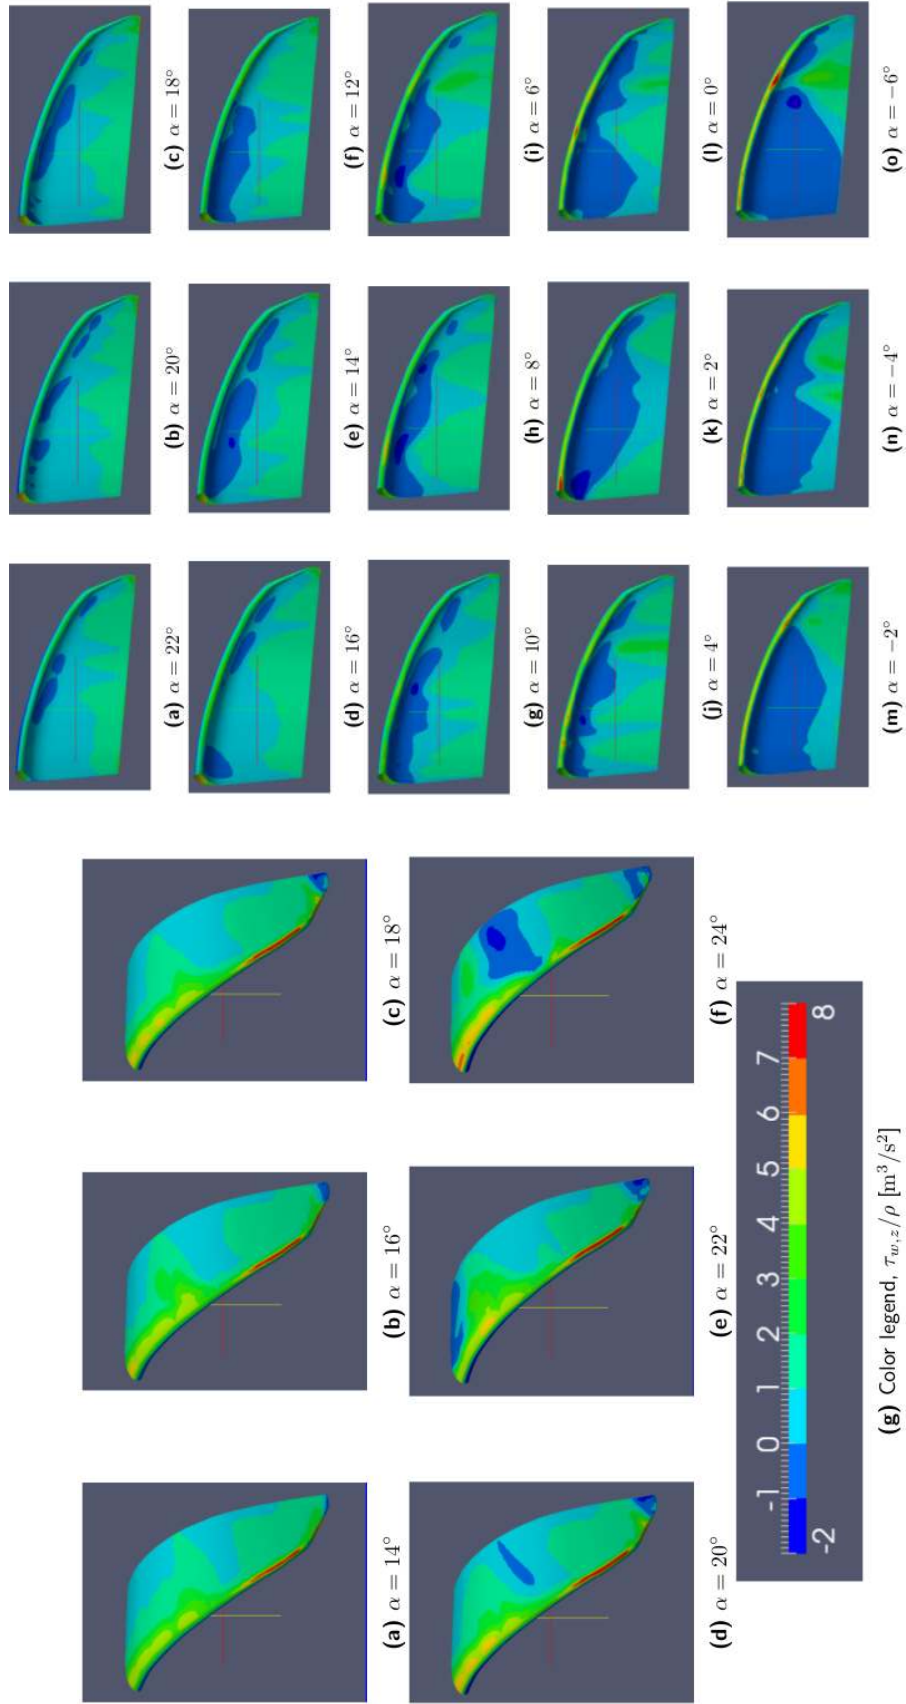 (a) α = 14°
(b) α = 16°
(c) α = 18°
(d) α = 20°
(e) α = 22°
(f) α = 24°
-2 -1 0 1 2 3 4 5 6 7 8
(g) Color legend, τw,z/ρ [m³/s²]
(a) α = 22°
(b) α = 20°
(c) α = 18°
(d) α = 16°
(e) α = 14°
(f) α = 12°
(g) α = 10°
(h) α = 8°
(i) α = 6°
(j) α = 4°
(k) α = 2°
(l) α = 0°
(m) α = −2°
(n) α = −4°
(o) α = −6°